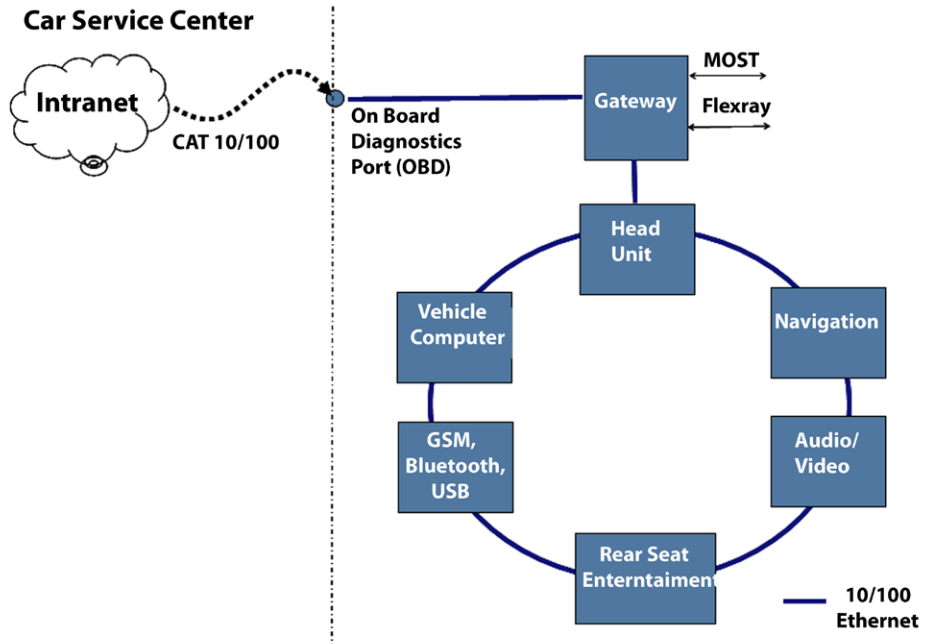 Car Service Center
Intranet
CAT 10/100
On Board
Diagnostics
Port (OBD)
Gateway
MOST
Flexray
Head
Unit
Vehicle
Computer
Navigation
GSM,
Bluetooth,
USB
Audio/
Video
Rear Seat
Enterntaiment
10/100
Ethernet